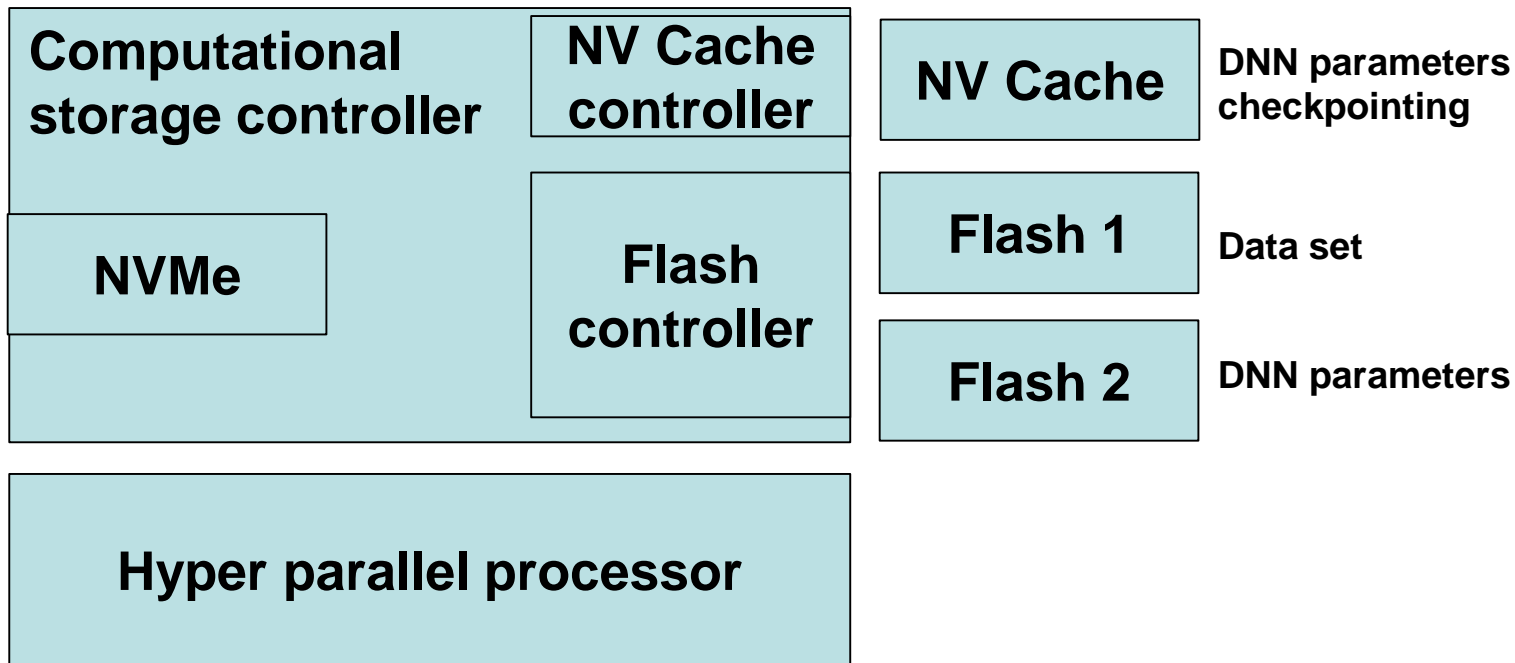 Computational
storage controller
NV Cache
controller
NV Cache
DNN parameters
checkpointing
NVMe
Flash
controller
Flash 1
Data set
Flash 2
DNN parameters
Hyper parallel processor